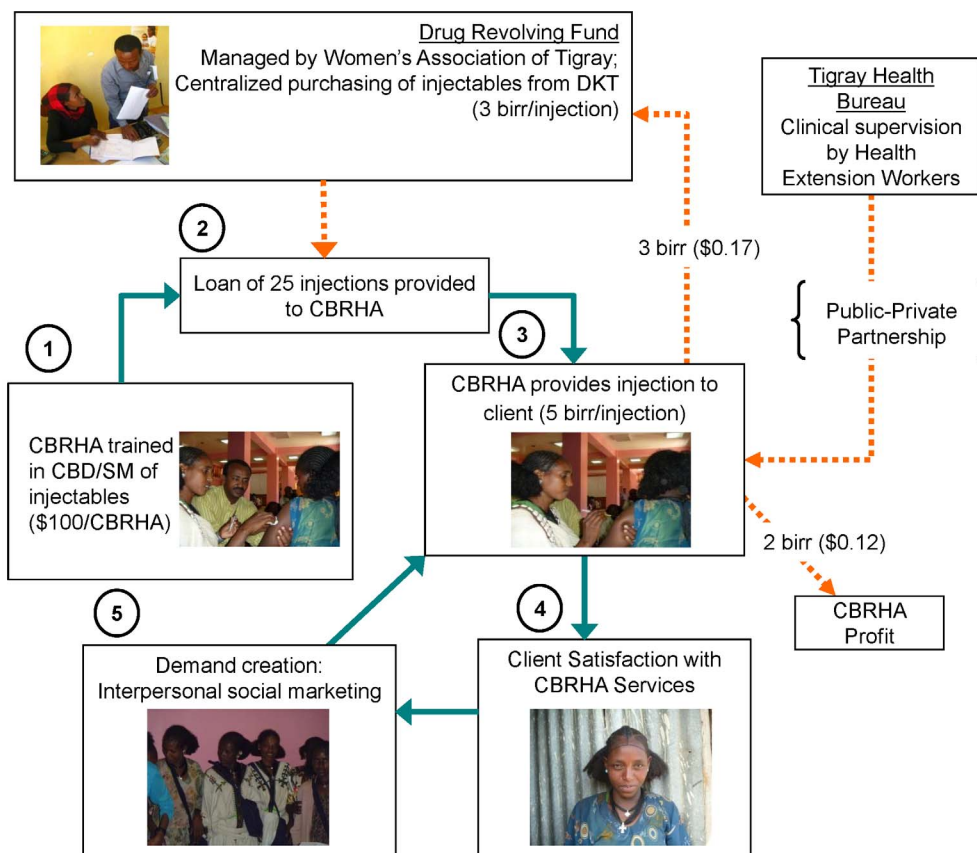 Drug Revolving Fund
Managed by Women's Association of Tigray;
Centralized purchasing of injectables from DKT
(3 birr/injection)
Tigray Health
Bureau
Clinical supervision
by Health
Extension Workers
2
Loan of 25 injections provided
to CBRHA
3 birr ($0.17)
Public-Private
Partnership
1
3
CBRHA trained
in CBD/SM of
injectables
($100/CBRHA)
CBRHA provides injection to
client (5 birr/injection)
2 birr ($0.12)
CBRHA
Profit
5
Demand creation:
Interpersonal social marketing
4
Client Satisfaction with
CBRHA Services